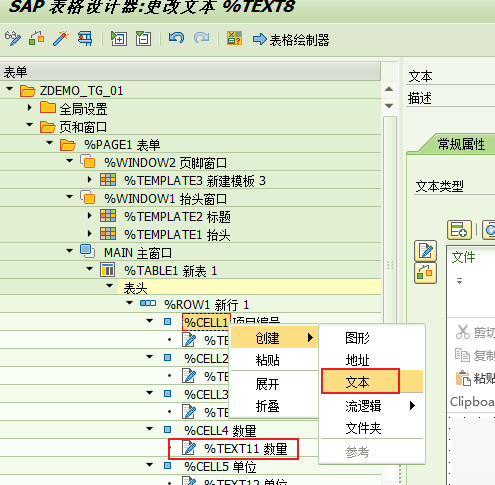 SAP 表格设计器:更改文本 %TEXT8
表格绘制器
表单
ZDEMO_TG_01
全局设置
页和窗口
%PAGE1 表单
%WINDOW2 页脚窗口
%TEMPLATE3 新建模板 3
%WINDOW1 抬头窗口
%TEMPLATE2 标题
%TEMPLATE1 抬头
MAIN 主窗口
%TABLE1 新表 1
表头
%ROW1 新行 1
%CELL1 项目编号
%TE
%CELL2
%TE
%CELL3
%TE
%CELL4 数量
%TEXT11 数量
%CELL5 单位
%TEXT12 单位
创建
粘贴
展开
折叠
图形
地址
文本
流逻辑
文件夹
参考
文本
描述
常规属性
文本类型
文件
剪切
复制
粘贴
Clipboa